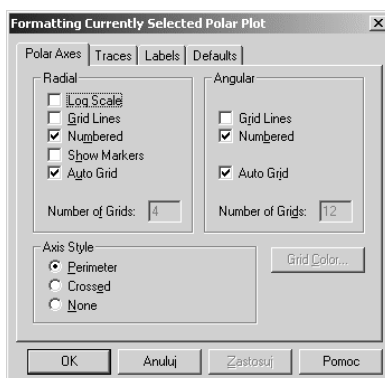 Formatting Currently Selected Polar Plot
Polar Axes Traces Labels Defaults
Radial
Log Scale
Grid Lines
Numbered
Show Markers
Auto Grid
Number of Grids: 4
Angular
Grid Lines
Numbered
Auto Grid
Number of Grids: 12
Axis Style
Perimeter
Crossed
None
Grid Color...
OK Anuluj Zastosuj Pomoc